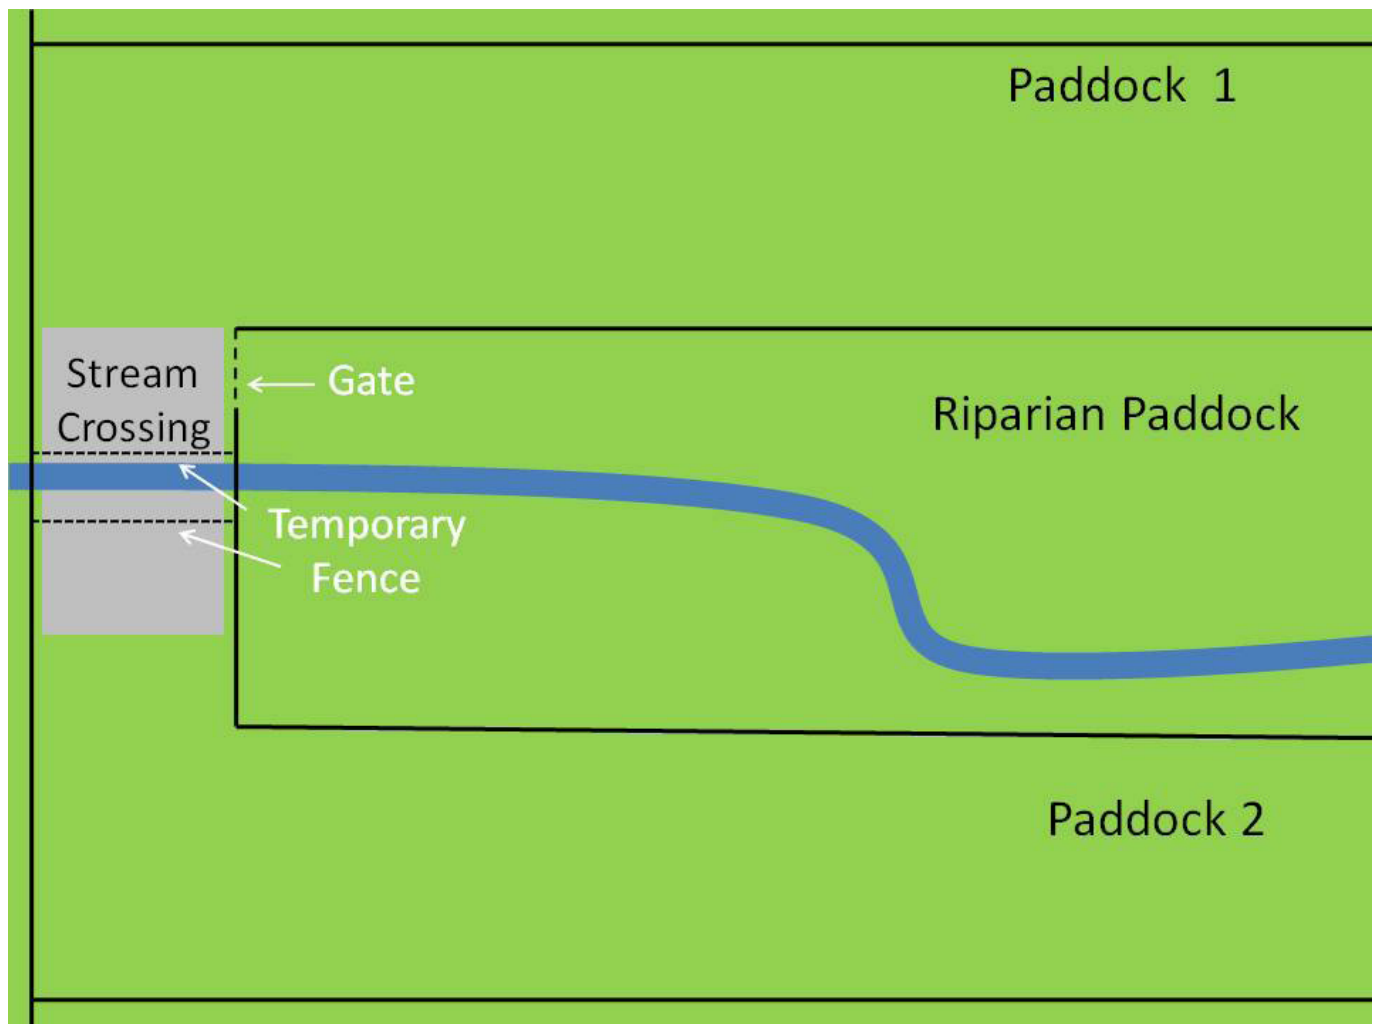 Paddock  1
Stream
Crossing
Gate
Riparian Paddock
Temporary
Fence
Paddock 2